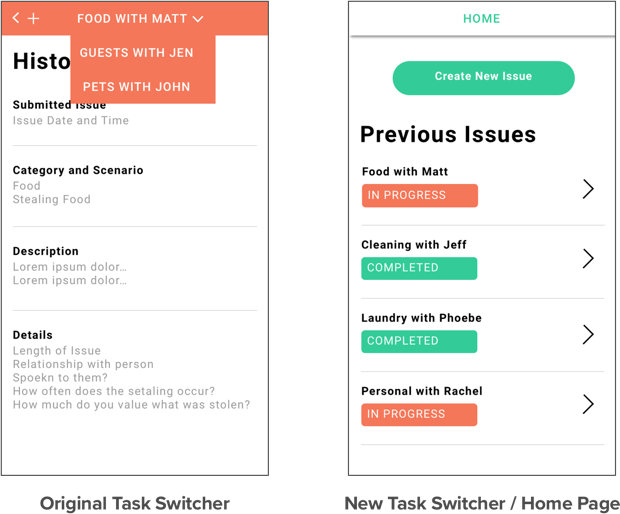 FOOD WITH MATT
GUESTS WITH JEN
PETS WITH JOHN
Histo
Submitted Issue
Issue Date and Time
Category and Scenario
Food
Stealing Food
Description
Lorem ipsum dolor...
Lorem ipsum dolor...
Details
Length of Issue
Relationship with person
Spoekn to them?
How often does the setaling occur?
How much do you value what was stolen?
Original Task Switcher
HOME
Create New Issue
Previous Issues
Food with Matt
IN PROGRESS
Cleaning with Jeff
COMPLETED
Laundry with Phoebe
COMPLETED
Personal with Rachel
IN PROGRESS
New Task Switcher / Home Page